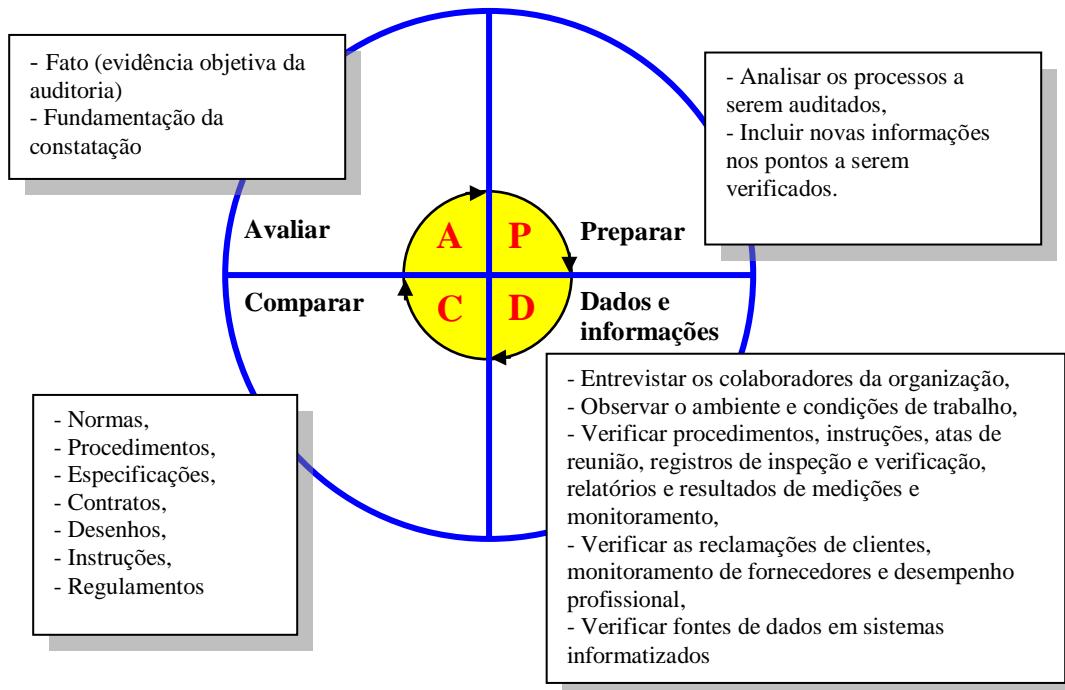 - Fato (evidência objetiva da
auditoria)
- Fundamentação da
constatação
- Analisar os processos a
serem auditados,
- Incluir novas informações
nos pontos a serem
verificados.
Avaliar
A
P
Preparar
Comparar
C
D
Dados e
informações
- Normas,
- Procedimentos,
- Especificações,
- Contratos,
- Desenhos,
- Instruções,
- Regulamentos
- Entrevistar os colaboradores da organização,
- Observar o ambiente e condições de trabalho,
- Verificar procedimentos, instruções, atas de
reunião, registros de inspeção e verificação,
relatórios e resultados de medições e
monitoramento,
- Verificar as reclamações de clientes,
monitoramento de fornecedores e desempenho
profissional,
- Verificar fontes de dados em sistemas
informatizados